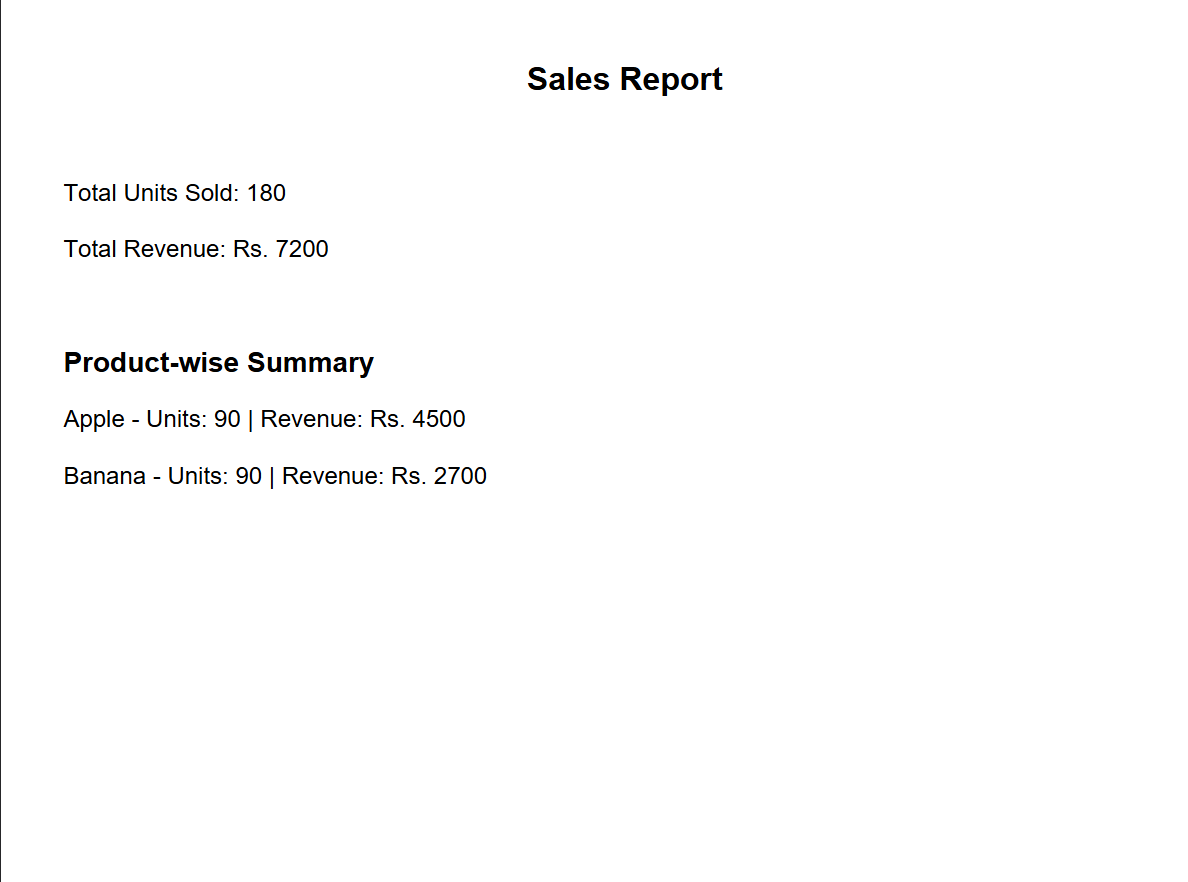 Sales Report
Total Units Sold: 180
Total Revenue: Rs. 7200
Product-wise Summary
Apple - Units: 90 | Revenue: Rs. 4500
Banana - Units: 90 | Revenue: Rs. 2700